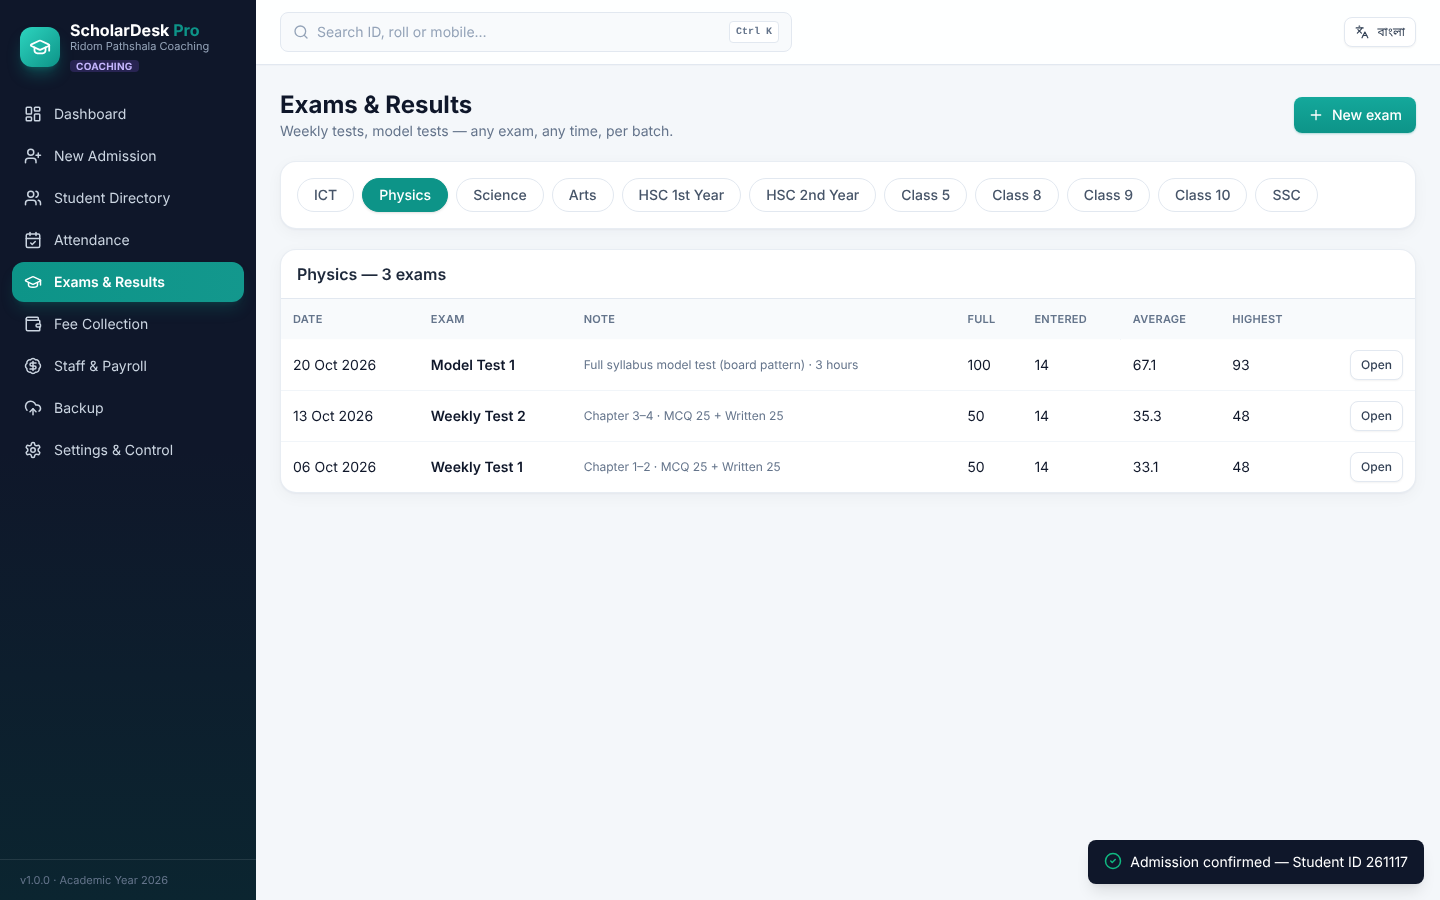 ScholarDesk Pro
Ridom Pathshala Coaching
COACHING
Dashboard
New Admission
Student Directory
Attendance
Exams & Results
Fee Collection
Staff & Payroll
Backup
Settings & Control
v1.0.0 · Academic Year 2026
Search ID, roll or mobile... Ctrl K
বাংলা
Exams & Results
Weekly tests, model tests — any exam, any time, per batch.
New exam
ICT Physics Science Arts HSC 1st Year HSC 2nd Year Class 5 Class 8 Class 9 Class 10 SSC
Physics — 3 exams
DATE EXAM NOTE FULL ENTERED AVERAGE HIGHEST
20 Oct 2026 Model Test 1 Full syllabus model test (board pattern) · 3 hours 100 14 67.1 93 Open
13 Oct 2026 Weekly Test 2 Chapter 3–4 · MCQ 25 + Written 25 50 14 35.3 48 Open
06 Oct 2026 Weekly Test 1 Chapter 1–2 · MCQ 25 + Written 25 50 14 33.1 48 Open
Admission confirmed — Student ID 261117